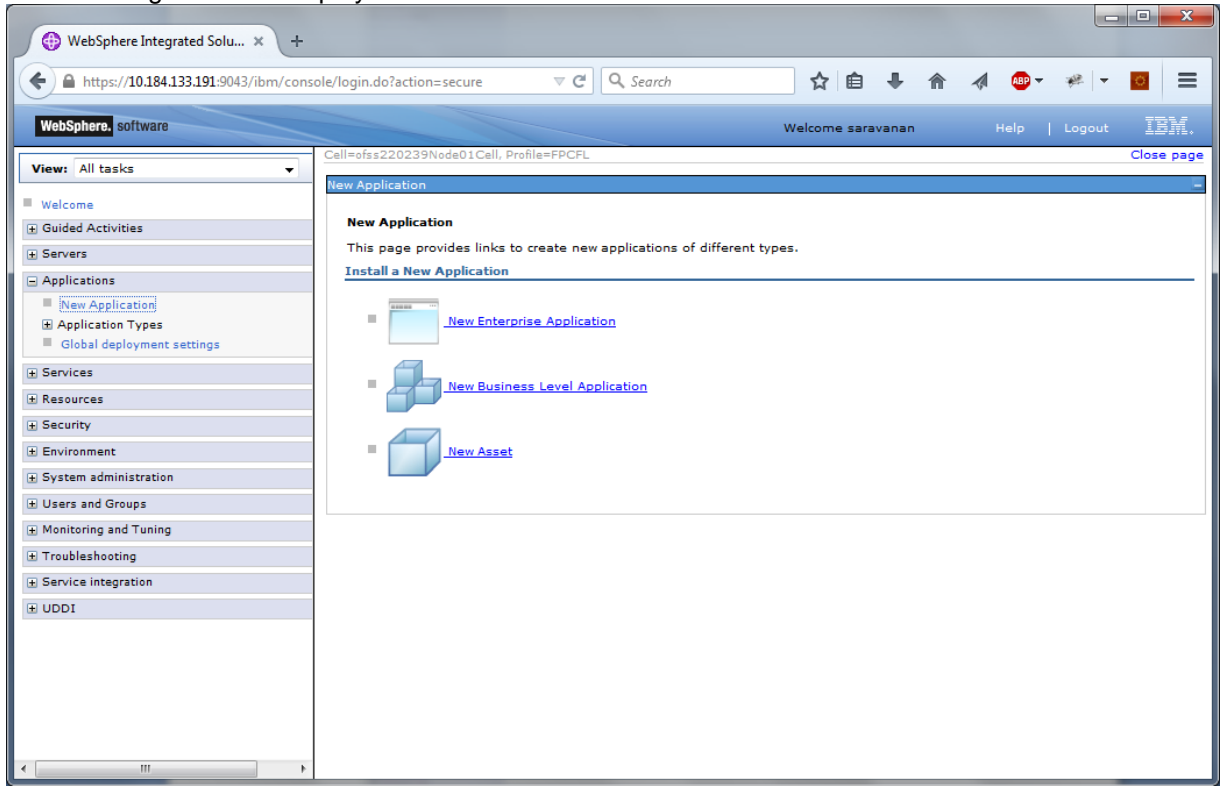 WebSphere Integrated Solu...
https://10.184.133.191:9043/ibm/console/login.do?action=secure
Search
ABP
WebSphere. software
Welcome saravanan
Help | Logout
IBM.
View: All tasks
Welcome
Guided Activities
Servers
Applications
New Application
Application Types
Global deployment settings
Services
Resources
Security
Environment
System administration
Users and Groups
Monitoring and Tuning
Troubleshooting
Service integration
UDDI
Cell=ofss220239Node01Cell, Profile=FPCFL
Close page
New Application
New Application
This page provides links to create new applications of different types.
Install a New Application
New Enterprise Application
New Business Level Application
New Asset